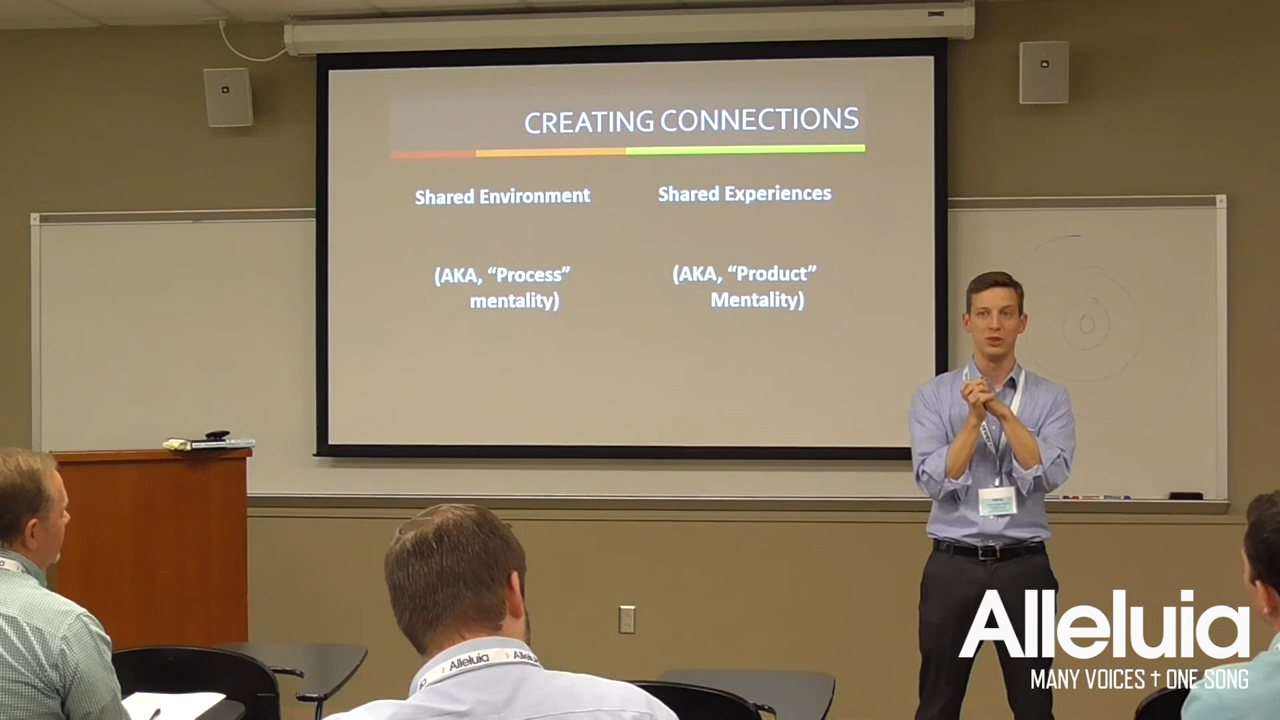 CREATING CONNECTIONS
Shared Environment
Shared Experiences
(AKA, “Process”
mentality)
(AKA, “Product”
Mentality)
Alleluia
Alleluia
MANY VOICES † ONE SONG